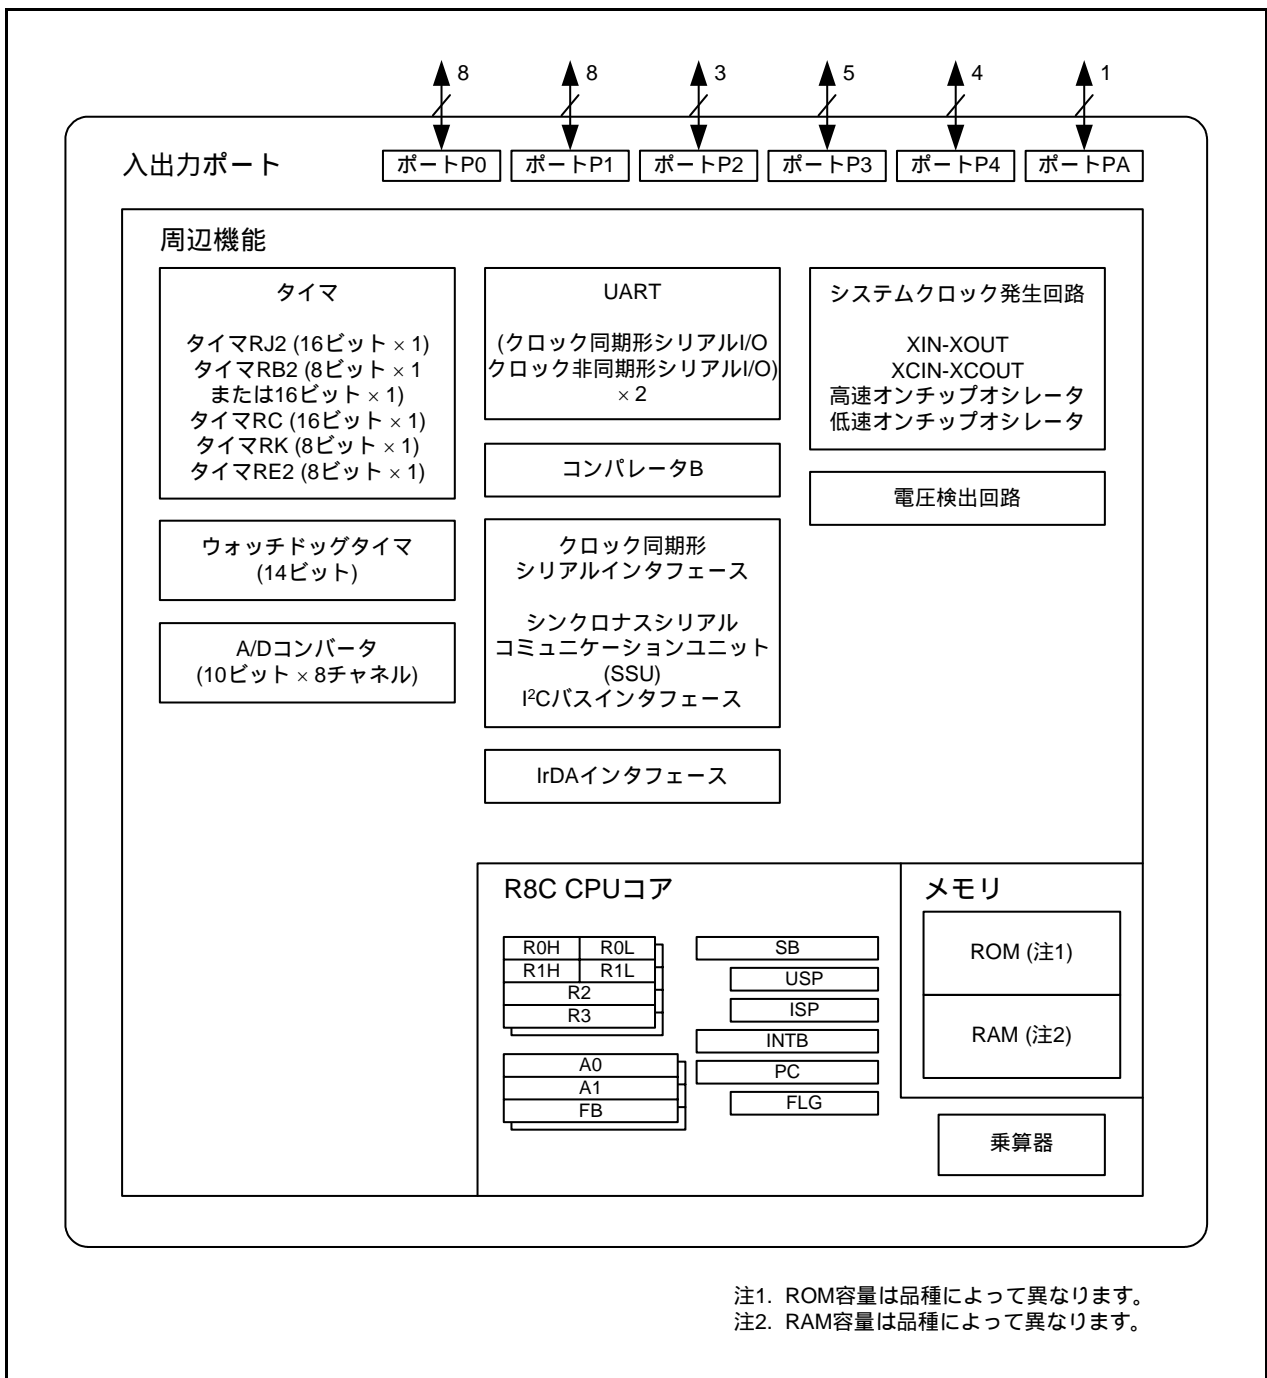 8
8
3
5
4
1
入出力ポート
ポートP0
ポートP1
ポートP2
ポートP3
ポートP4
ポートPA
周辺機能
タイマ
タイマRJ2 (16ビット × 1)
タイマRB2 (8ビット × 1
または16ビット × 1)
タイマRC (16ビット × 1)
タイマRK (8ビット × 1)
タイマRE2 (8ビット × 1)
ウォッチドッグタイマ
(14ビット)
A/Dコンバータ
(10ビット × 8チャネル)
UART
(クロック同期形シリアルI/O
クロック非同期形シリアルI/O)
× 2
コンパレータB
クロック同期形
シリアルインタフェース
シンクロナスシリアル
コミュニケーションユニット
(SSU)
I²Cバスインタフェース
IrDAインタフェース
システムクロック発生回路
XIN-XOUT
XCIN-XCOUT
高速オンチップオシレータ
低速オンチップオシレータ
電圧検出回路
R8C CPUコア
R0H
R0L
R1H
R1L
R2
R3
A0
A1
FB
SB
USP
ISP
INTB
PC
FLG
メモリ
ROM (注1)
RAM (注2)
乗算器
注1. ROM容量は品種によって異なります。
注2. RAM容量は品種によって異なります。